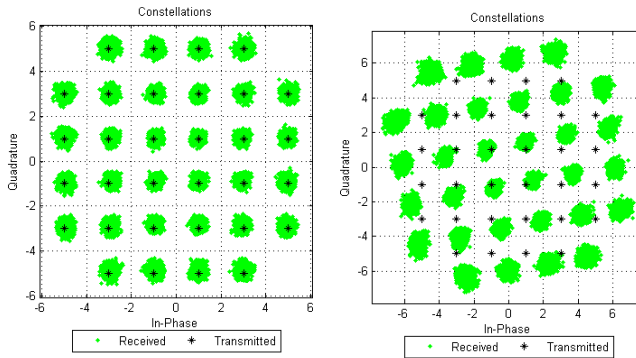 Constellations
6
4
2
0
-2
-4
-6
-6 -4 -2 0 2 4 6
Quadrature
In-Phase
Received Transmitted
Constellations
6
4
2
0
-2
-4
-6
-6 -4 -2 0 2 4 6
Quadrature
In-Phase
Received Transmitted